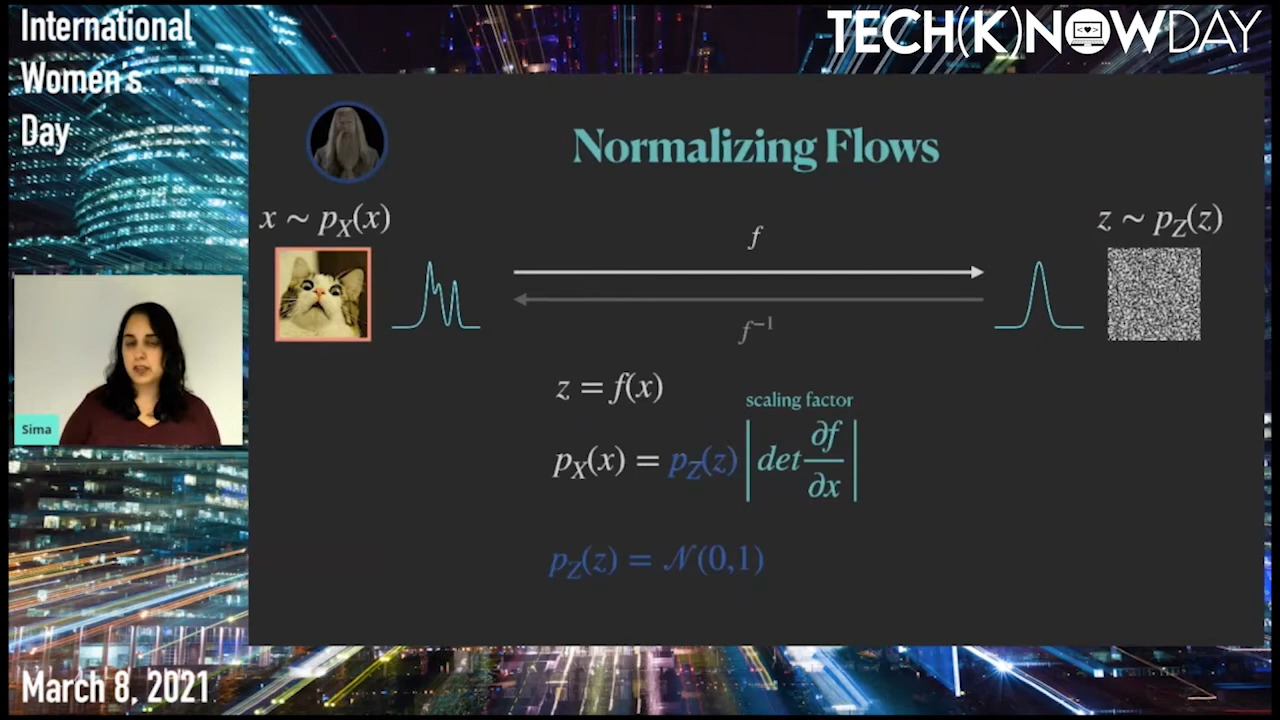 International
Women's
Day
TECH(K)NOWDAY
Normalizing Flows
x ∼ p_X(x)
z ∼ p_Z(z)
f
f⁻¹
z = f(x)
scaling factor
p_X(x) = p_Z(z) |det ∂f/∂x|
p_Z(z) = 𝒩(0,1)
Sima
March 8, 2021